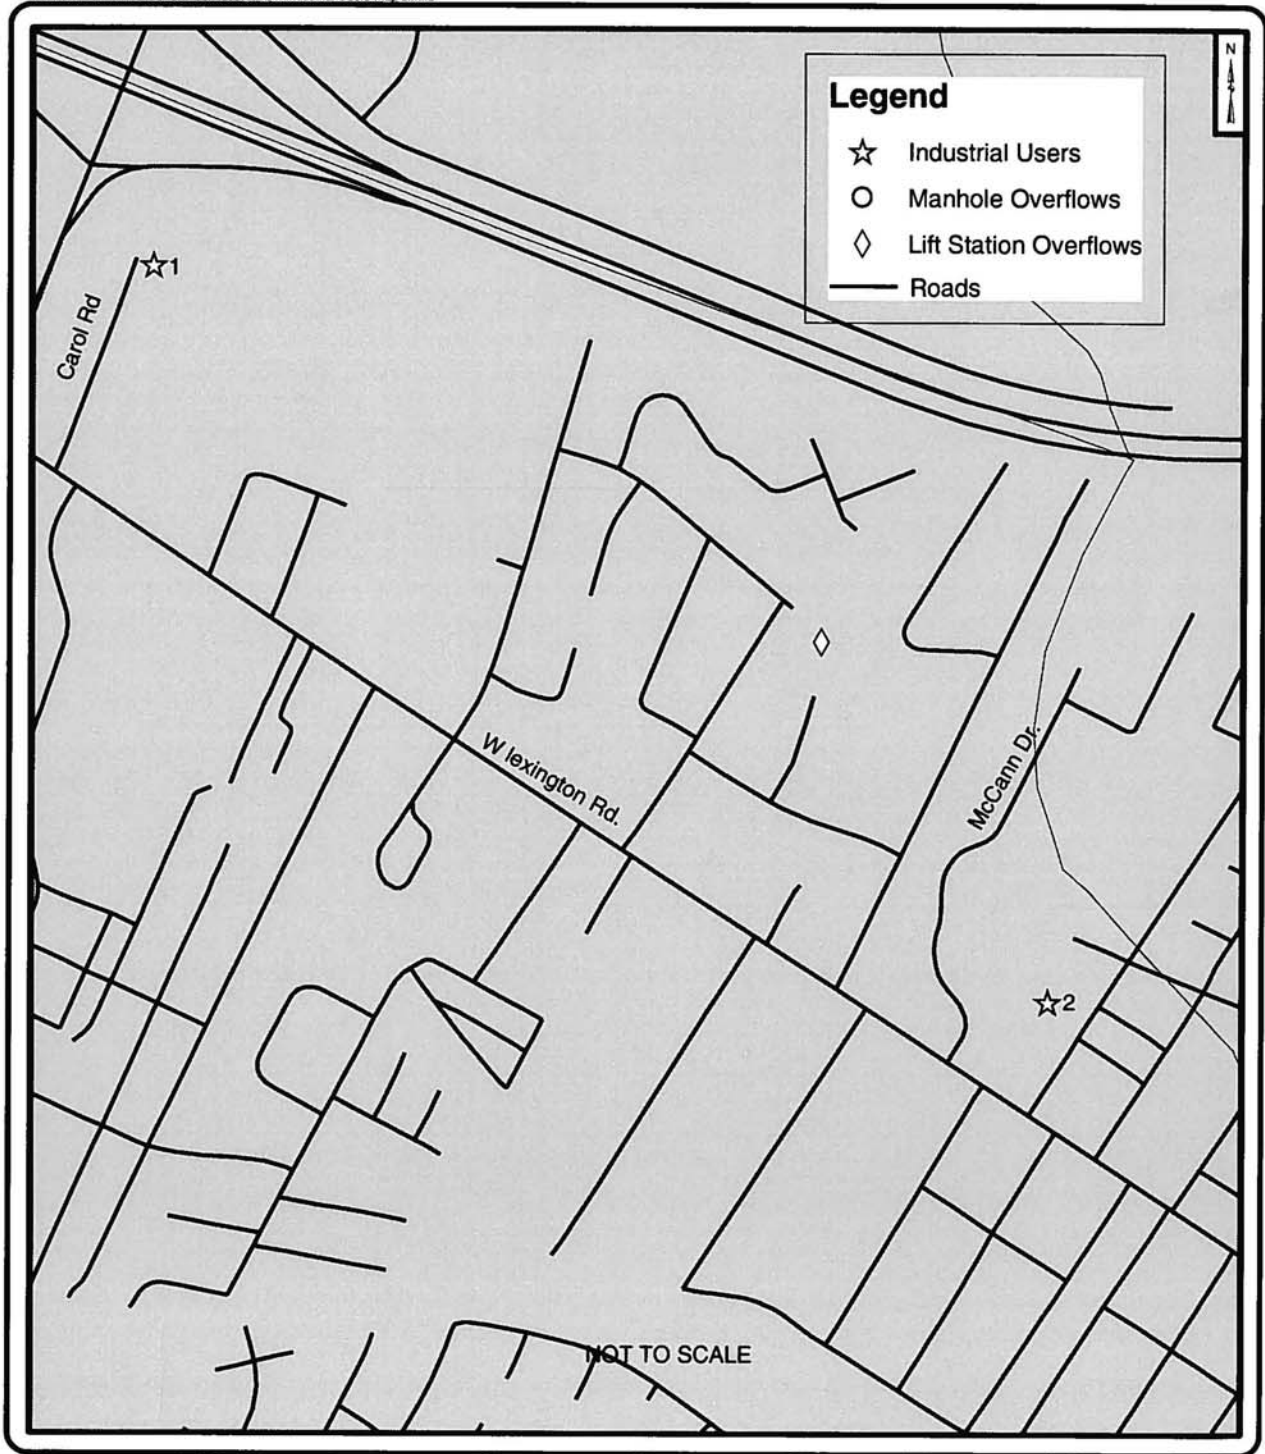 N
Legend
Industrial Users
Manhole Overflows
Lift Station Overflows
Roads
1
Carol Rd
W lexington Rd.
McCann Dr.
2
NOT TO SCALE